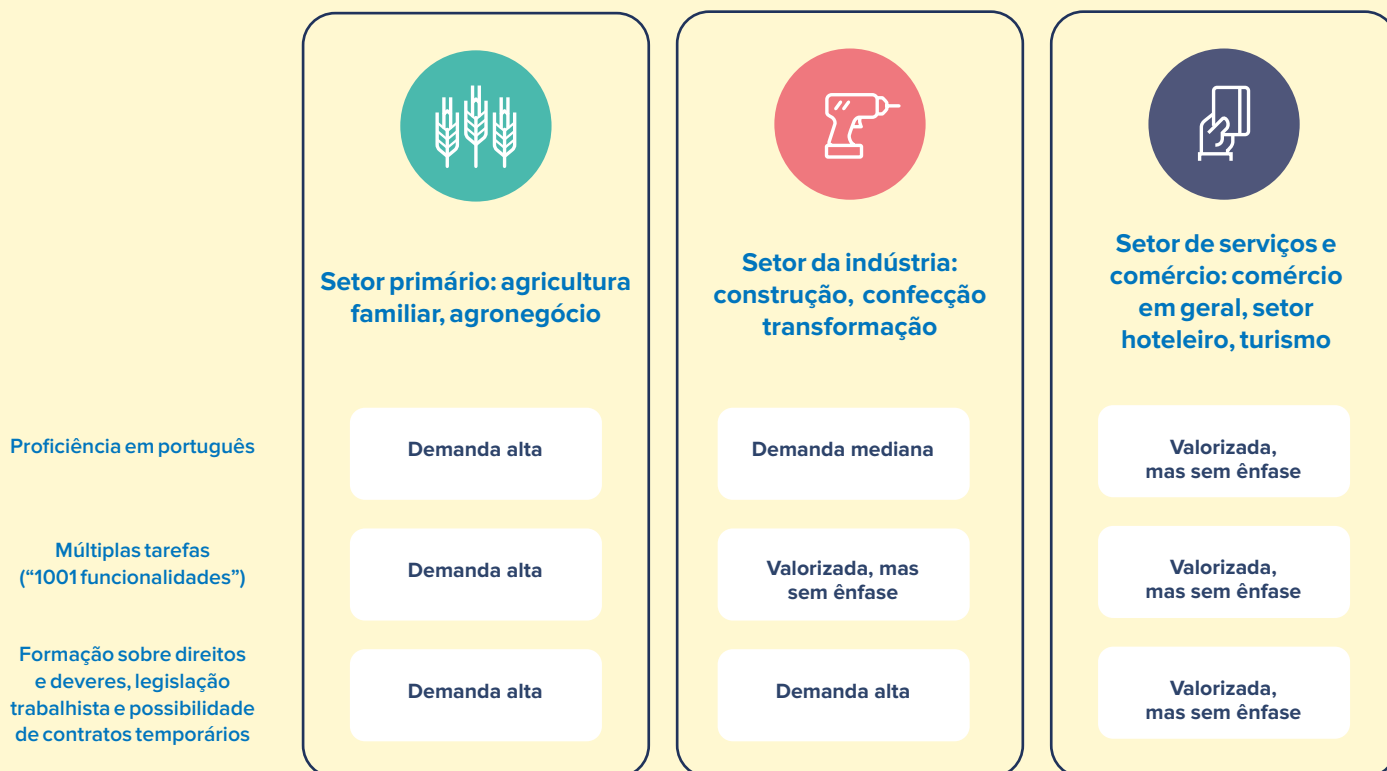 Setor primário: agricultura
familiar, agronegócio
Setor da indústria:
construção, confecção
transformação
Setor de serviços e
comércio: comércio
em geral, setor
hoteleiro, turismo
Proficiência em português
Demanda alta
Demanda mediana
Valorizada,
mas sem ênfase
Múltiplas tarefas
(“1001 funcionalidades”)
Demanda alta
Valorizada, mas
sem ênfase
Valorizada,
mas sem ênfase
Formação sobre direitos
e deveres, legislação
trabalhista e possibilidade
de contratos temporários
Demanda alta
Demanda alta
Valorizada,
mas sem ênfase